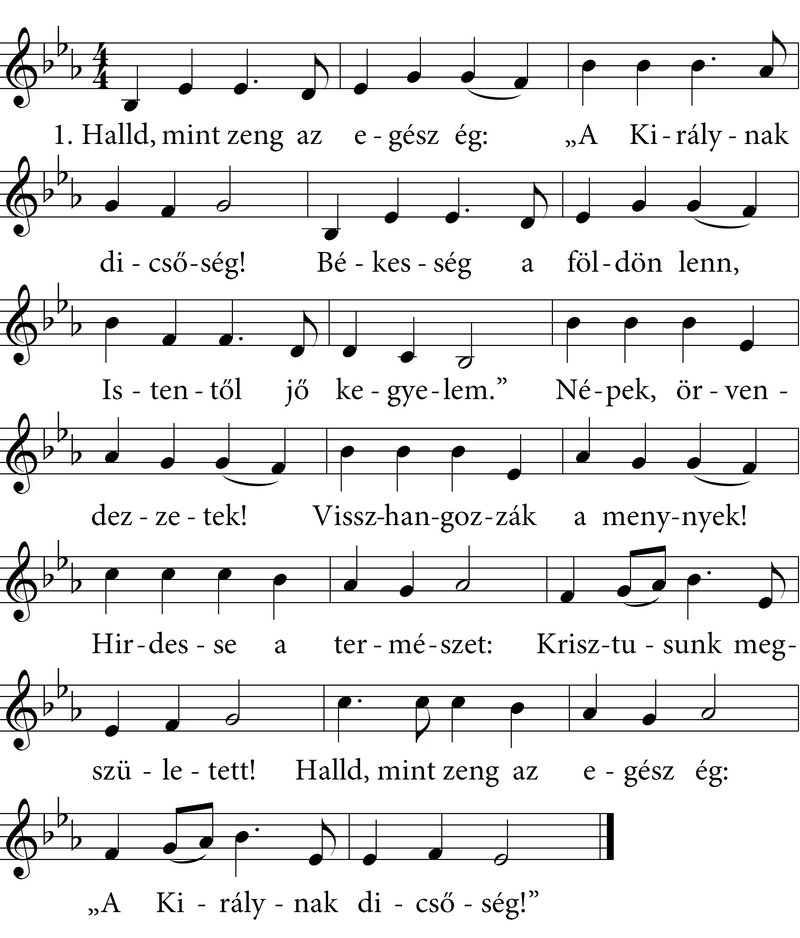 1. Halld, mint zeng az e - gész ég: „A Ki - rály - nak
di - cső - ség! Bé - kes - ség a föl - dön lenn,
Is - ten - től jő ke - gye - lem.” Né - pek, ör - ven -
dez - ze - tek! Vissz - han - goz - zák a meny - nyek!
Hir - des - se a ter - mé - szet: Krisz - tu - sunk meg -
szü - le - tett! Halld, mint zeng az e - gész ég:
„A Ki - rály - nak di - cső - ség!”